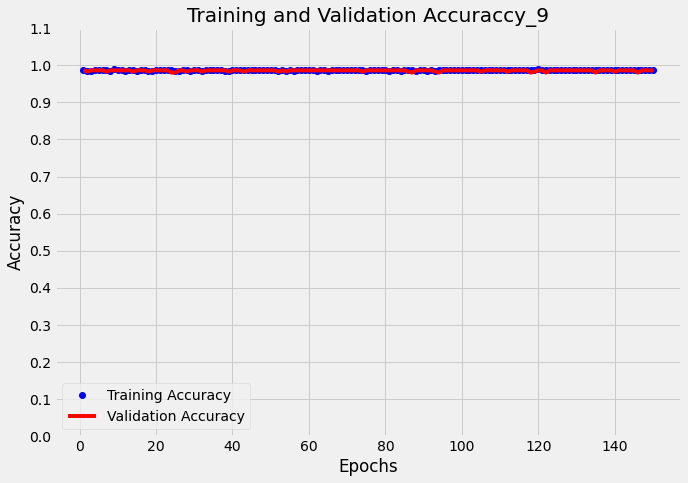 Training and Validation Accuraccy_9
1.1
1.0
0.9
0.8
0.7
0.6
0.5
0.4
0.3
0.2
0.1
0.0
Accuracy
Training Accuracy
Validation Accuracy
0 20 40 60 80 100 120 140
Epochs